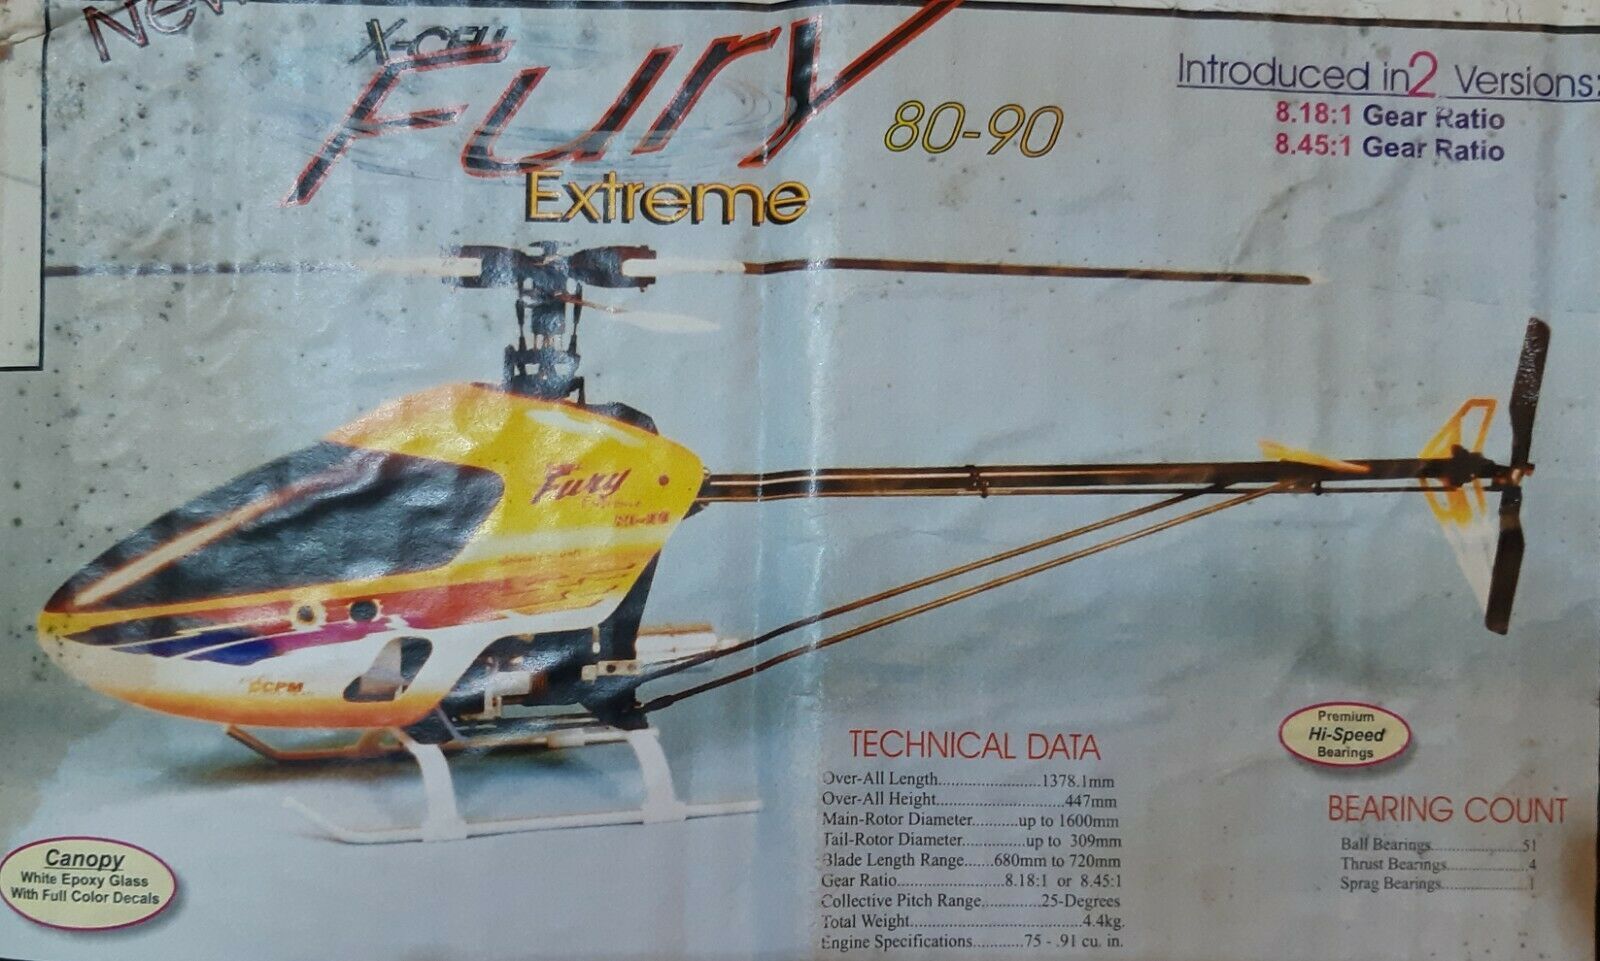 New
X-CELL
Fury
Extreme
80-90
Introduced in 2 Versions:
8.18:1 Gear Ratio
8.45:1 Gear Ratio
Fury
CCPM
TECHNICAL DATA
Over-All Length........................1378.1mm
Over-All Height..............................447mm
Main-Rotor Diameter...........up to 1600mm
Tail-Rotor Diameter...............up to 309mm
Blade Length Range.......680mm to 720mm
Gear Ratio.........................8.18:1 or 8.45:1
Collective Pitch Range..............25-Degrees
Total Weight.........................................4.4kg.
Engine Specifications............75 - .91 cu. in.
Premium
Hi-Speed
Bearings
BEARING COUNT
Ball Bearings......................51
Thrust Bearings....................4
Sprag Bearings.....................1
Canopy
White Epoxy Glass
With Full Color Decals